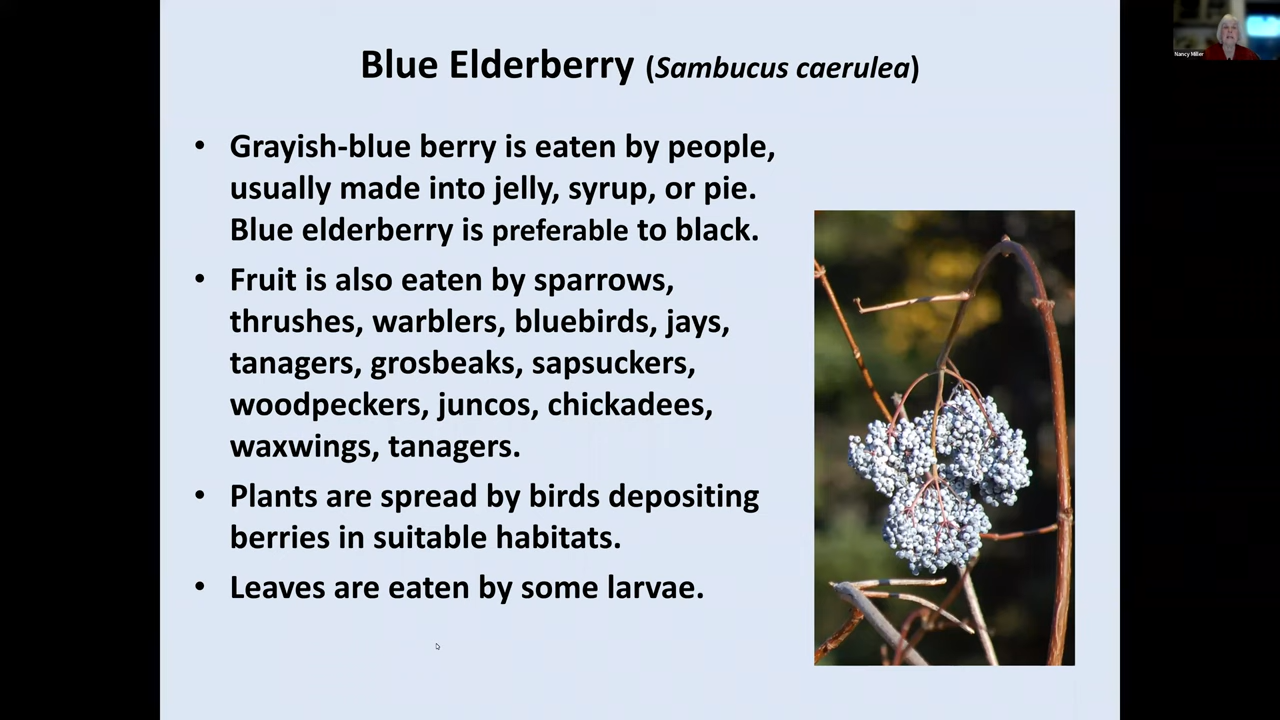 Blue Elderberry (Sambucus caerulea)
Nancy Miller
• Grayish-blue berry is eaten by people,
usually made into jelly, syrup, or pie.
Blue elderberry is preferable to black.
• Fruit is also eaten by sparrows,
thrushes, warblers, bluebirds, jays,
tanagers, grosbeaks, sapsuckers,
woodpeckers, juncos, chickadees,
waxwings, tanagers.
• Plants are spread by birds depositing
berries in suitable habitats.
• Leaves are eaten by some larvae.